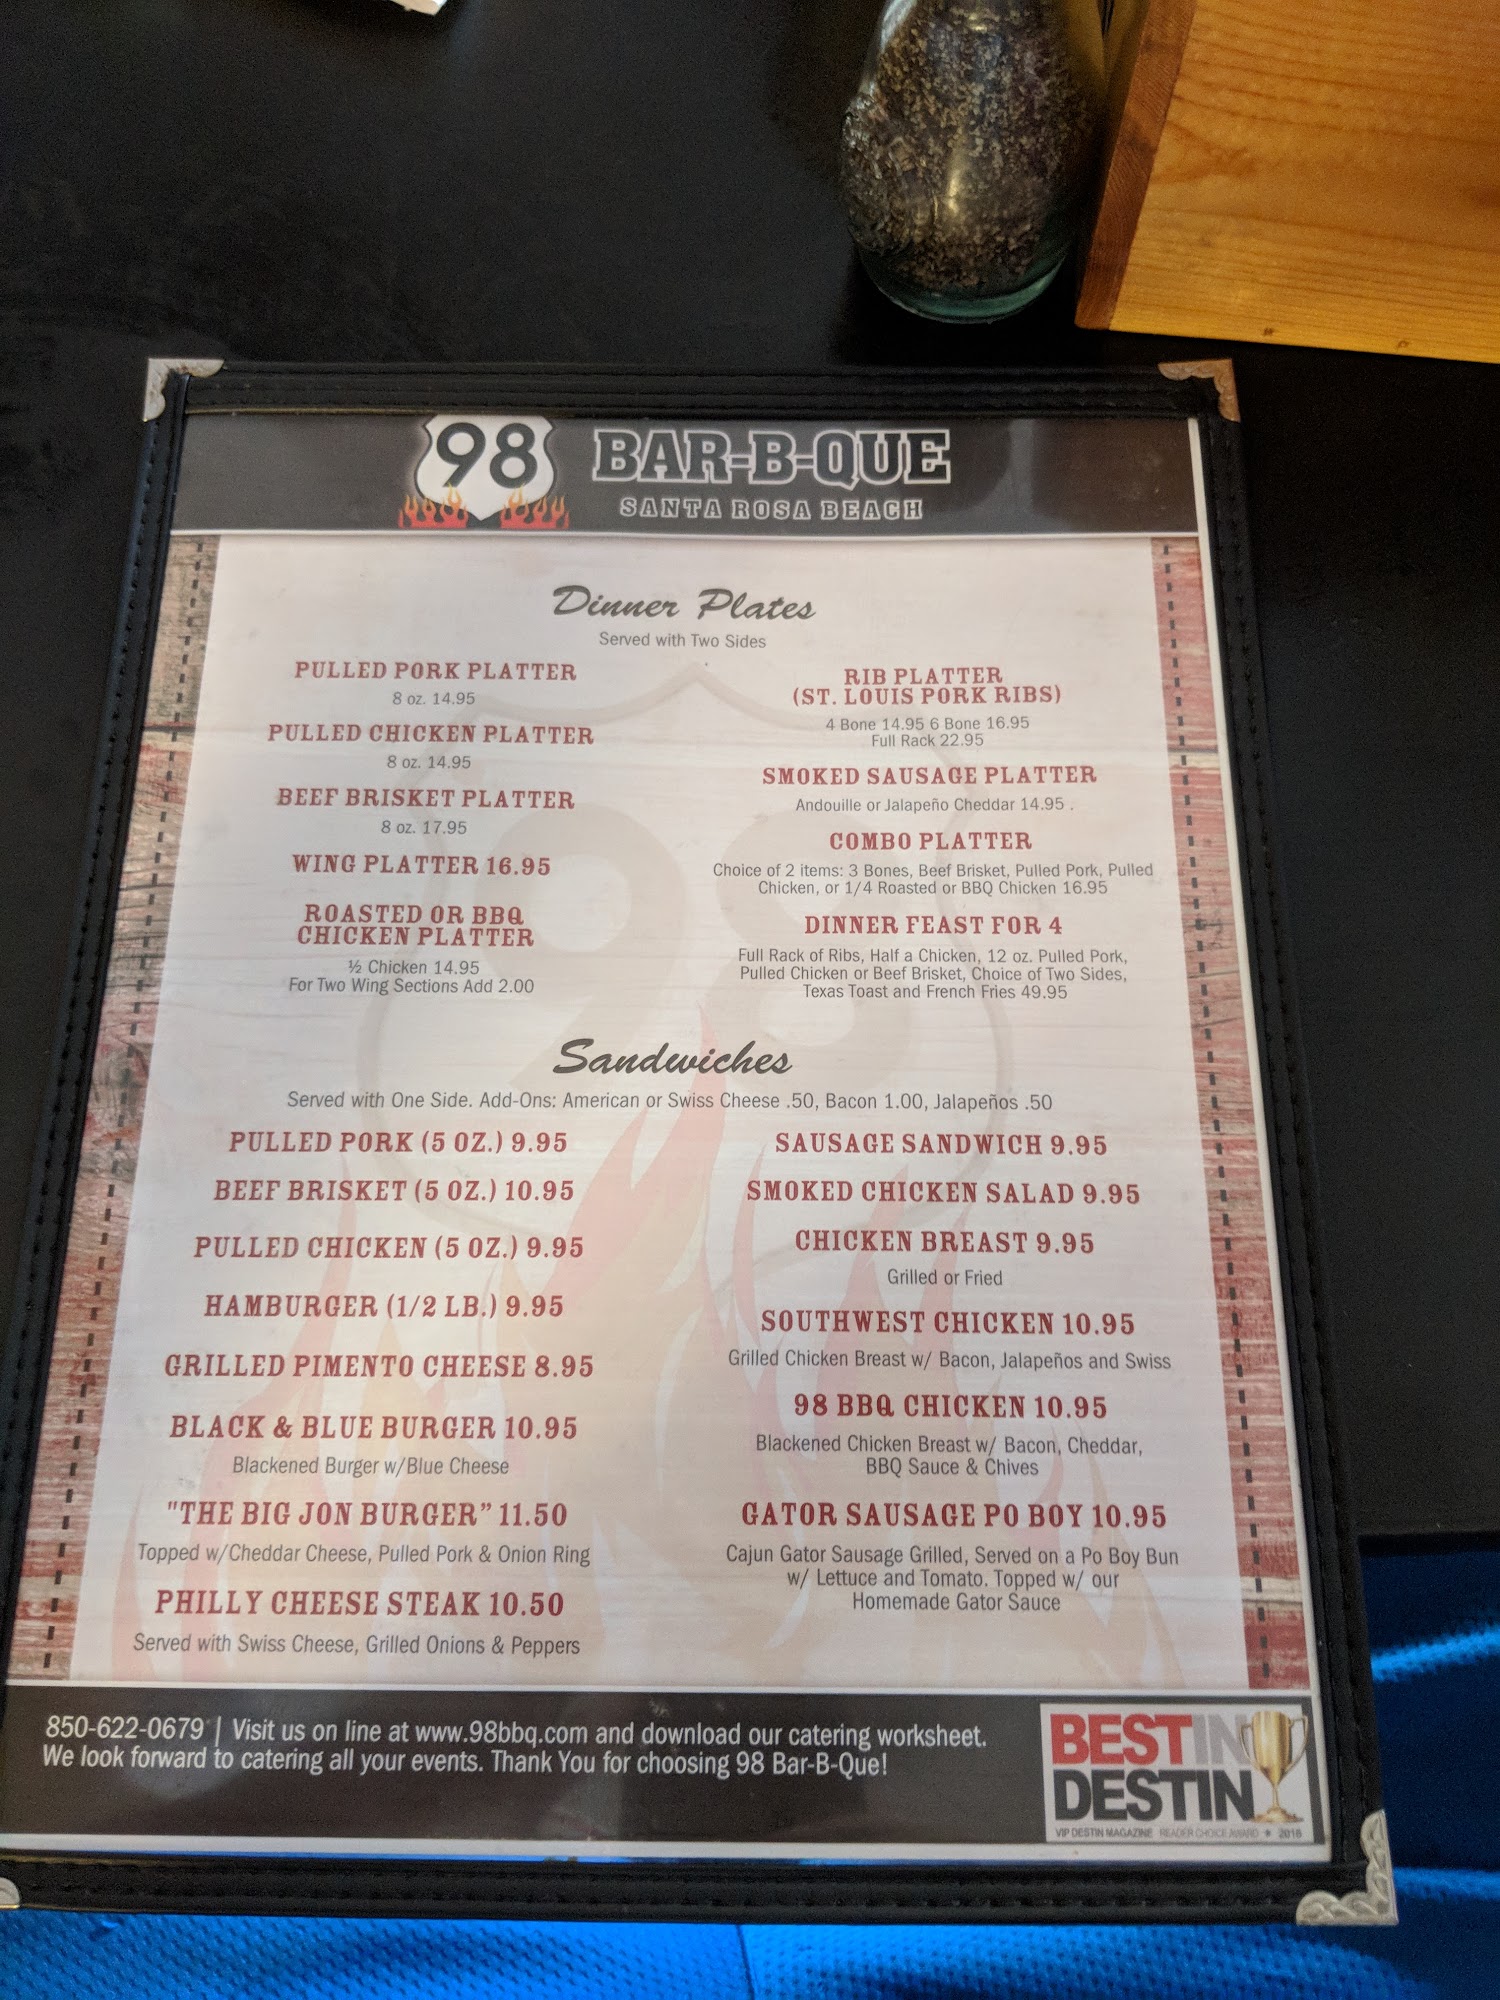 98 BAR-B-QUE
SANTA ROSA BEACH
Dinner Plates
Served with Two Sides
PULLED PORK PLATTER
8 oz. 14.95
PULLED CHICKEN PLATTER
8 oz. 14.95
BEEF BRISKET PLATTER
8 oz. 17.95
WING PLATTER 16.95
ROASTED OR BBQ
CHICKEN PLATTER
½ Chicken 14.95
For Two Wing Sections Add 2.00
RIB PLATTER
(ST. LOUIS PORK RIBS)
4 Bone 14.95 6 Bone 16.95
Full Rack 22.95
SMOKED SAUSAGE PLATTER
Andouille or Jalapeño Cheddar 14.95 .
COMBO PLATTER
Choice of 2 items: 3 Bones, Beef Brisket, Pulled Pork, Pulled
Chicken, or 1/4 Roasted or BBQ Chicken 16.95
DINNER FEAST FOR 4
Full Rack of Ribs, Half a Chicken, 12 oz. Pulled Pork,
Pulled Chicken or Beef Brisket, Choice of Two Sides,
Texas Toast and French Fries 49.95
Sandwiches
Served with One Side. Add-Ons: American or Swiss Cheese .50, Bacon 1.00, Jalapeños .50
PULLED PORK (5 OZ.) 9.95
BEEF BRISKET (5 OZ.) 10.95
PULLED CHICKEN (5 OZ.) 9.95
HAMBURGER (1/2 LB.) 9.95
GRILLED PIMENTO CHEESE 8.95
BLACK & BLUE BURGER 10.95
Blackened Burger w/Blue Cheese
"THE BIG JON BURGER” 11.50
Topped w/Cheddar Cheese, Pulled Pork & Onion Ring
PHILLY CHEESE STEAK 10.50
Served with Swiss Cheese, Grilled Onions & Peppers
SAUSAGE SANDWICH 9.95
SMOKED CHICKEN SALAD 9.95
CHICKEN BREAST 9.95
Grilled or Fried
SOUTHWEST CHICKEN 10.95
Grilled Chicken Breast w/ Bacon, Jalapeños and Swiss
98 BBQ CHICKEN 10.95
Blackened Chicken Breast w/ Bacon, Cheddar,
BBQ Sauce & Chives
GATOR SAUSAGE PO BOY 10.95
Cajun Gator Sausage Grilled, Served on a Po Boy Bun
w/ Lettuce and Tomato. Topped w/ our
Homemade Gator Sauce
850-622-0679 | Visit us on line at www.98bbq.com and download our catering worksheet.
We look forward to catering all your events. Thank You for choosing 98 Bar-B-Que!
BEST IN
DESTIN
VIP DESTIN MAGAZINE READER CHOICE AWARD ★ 2016